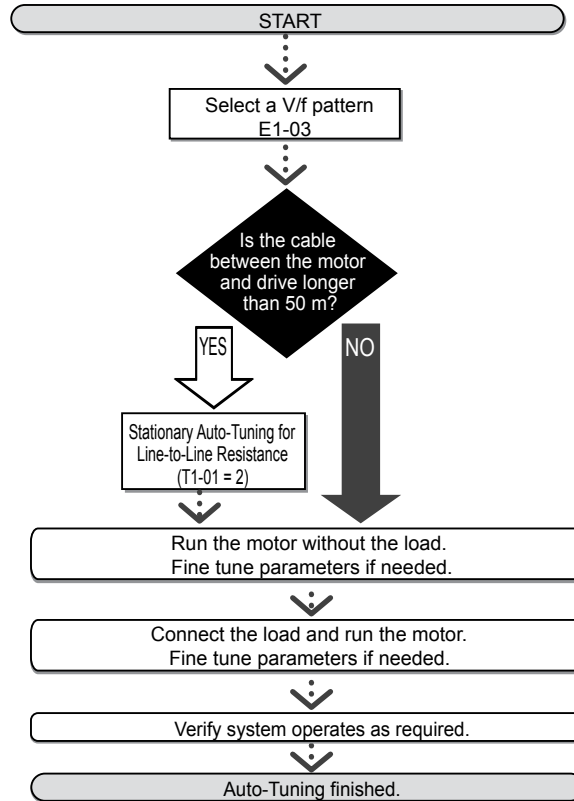 START
Select a V/f pattern
E1-03
Is the cable
between the motor
and drive longer
than 50 m?
YES
NO
Stationary Auto-Tuning for
Line-to-Line Resistance
(T1-01 = 2)
Run the motor without the load.
Fine tune parameters if needed.
Connect the load and run the motor.
Fine tune parameters if needed.
Verify system operates as required.
Auto-Tuning finished.